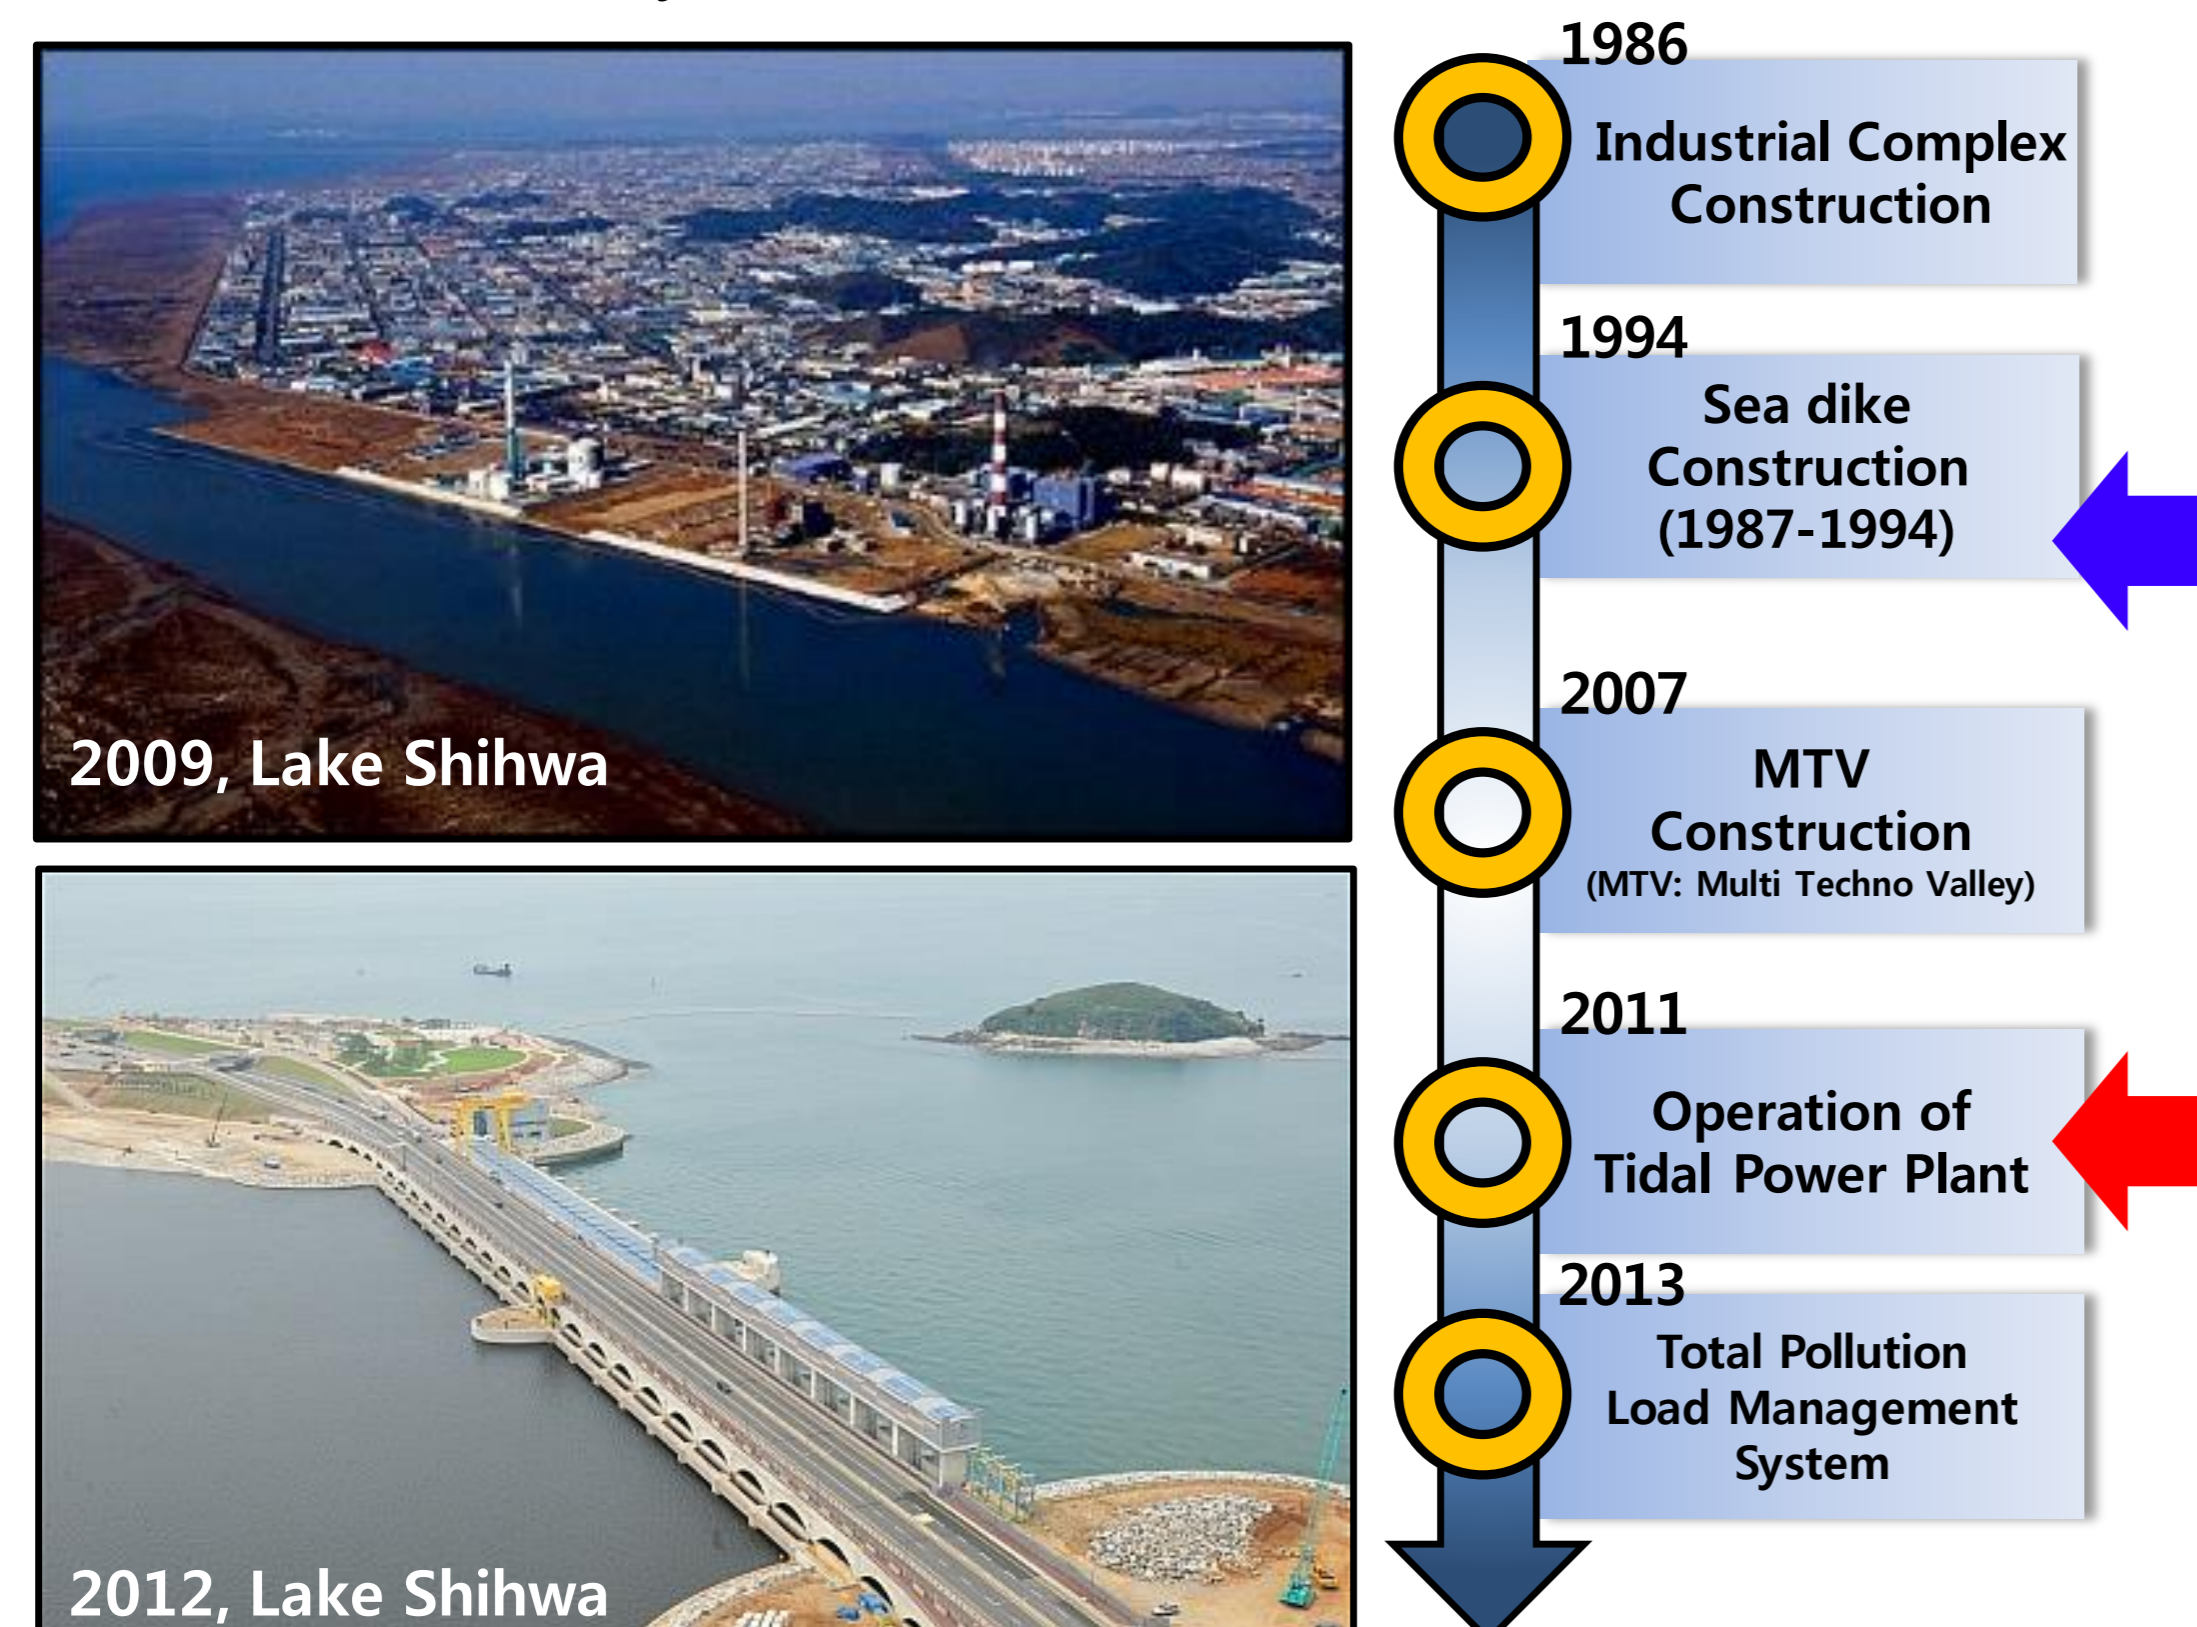 2009, Lake Shihwa
2012, Lake Shihwa
1986
Industrial Complex
Construction
1994
Sea dike
Construction
(1987-1994)
2007
MTV
Construction
(MTV: Multi Techno Valley)
2011
Operation of
Tidal Power Plant
2013
Total Pollution
Load Management
System